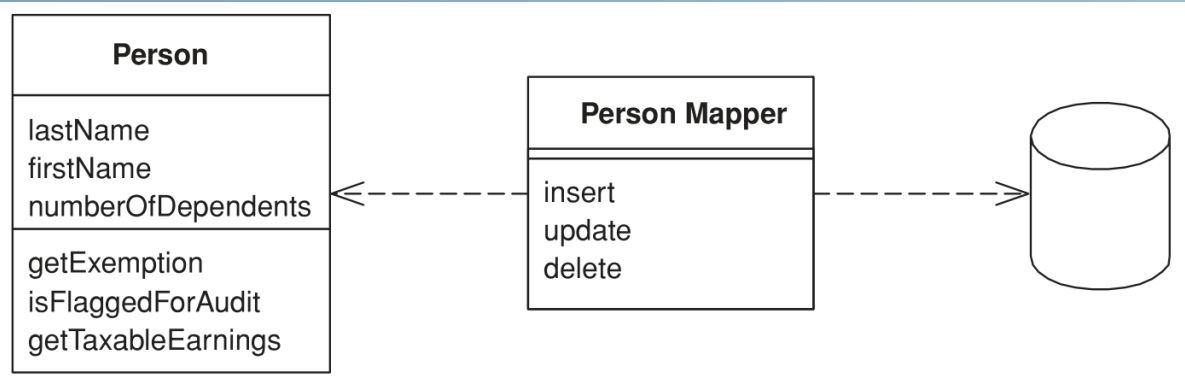 Person
lastName
firstName
numberOfDependents
getExemption
isFlaggedForAudit
getTaxableEarnings
Person Mapper
insert
update
delete